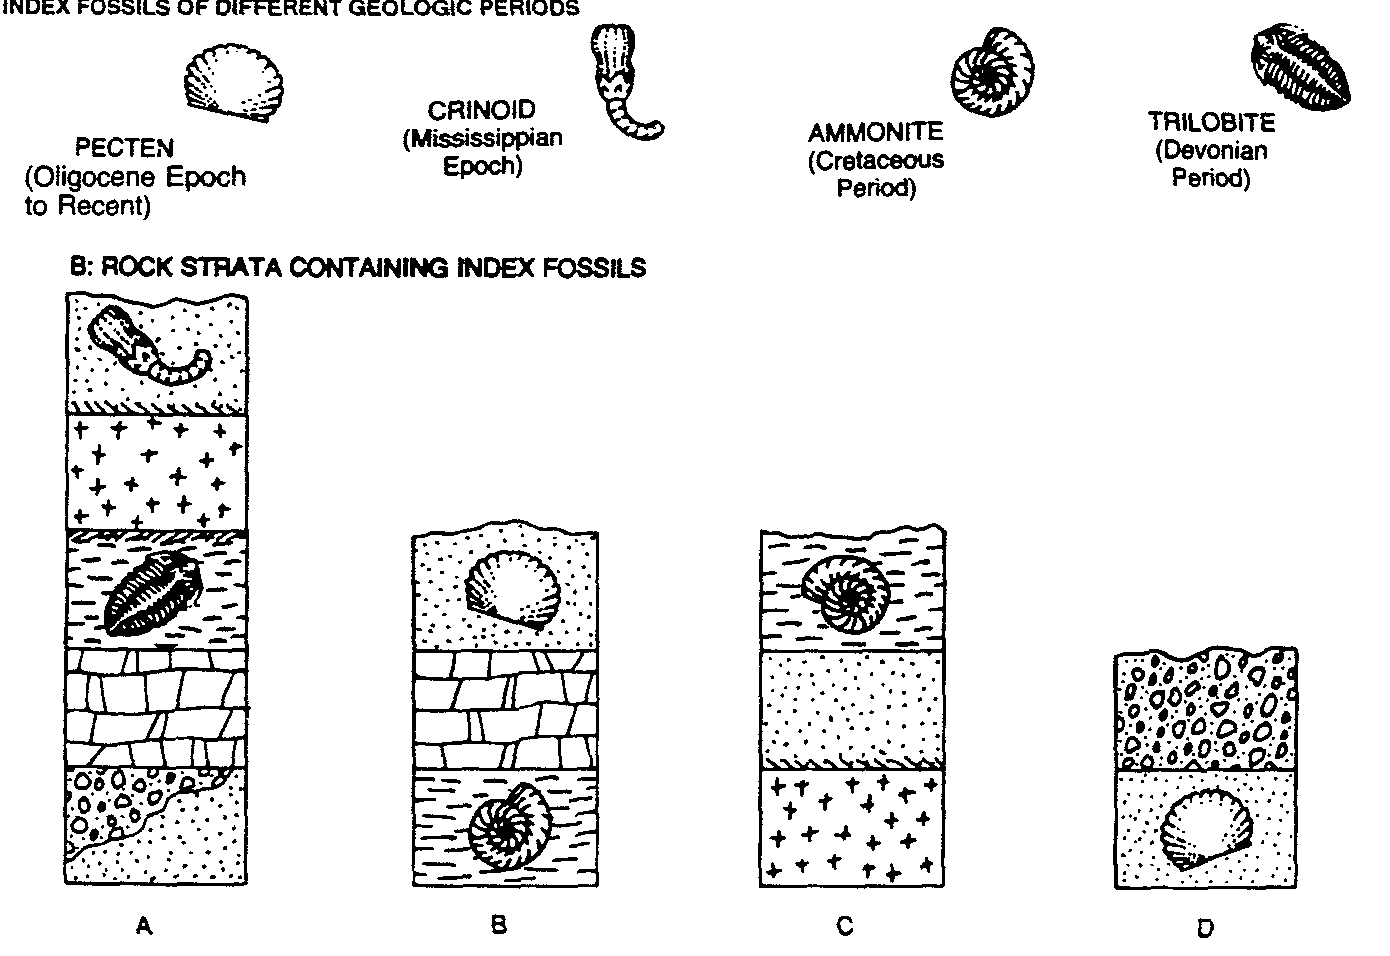 INDEX FOSSILS OF DIFFERENT GEOLOGIC PERIODS
PECTEN
(Oligocene Epoch
to Recent)
CRINOID
(Mississippian
Epoch)
AMMONITE
(Cretaceous
Period)
TRILOBITE
(Devonian
Period)
B: ROCK STRATA CONTAINING INDEX FOSSILS
A
B
C
D